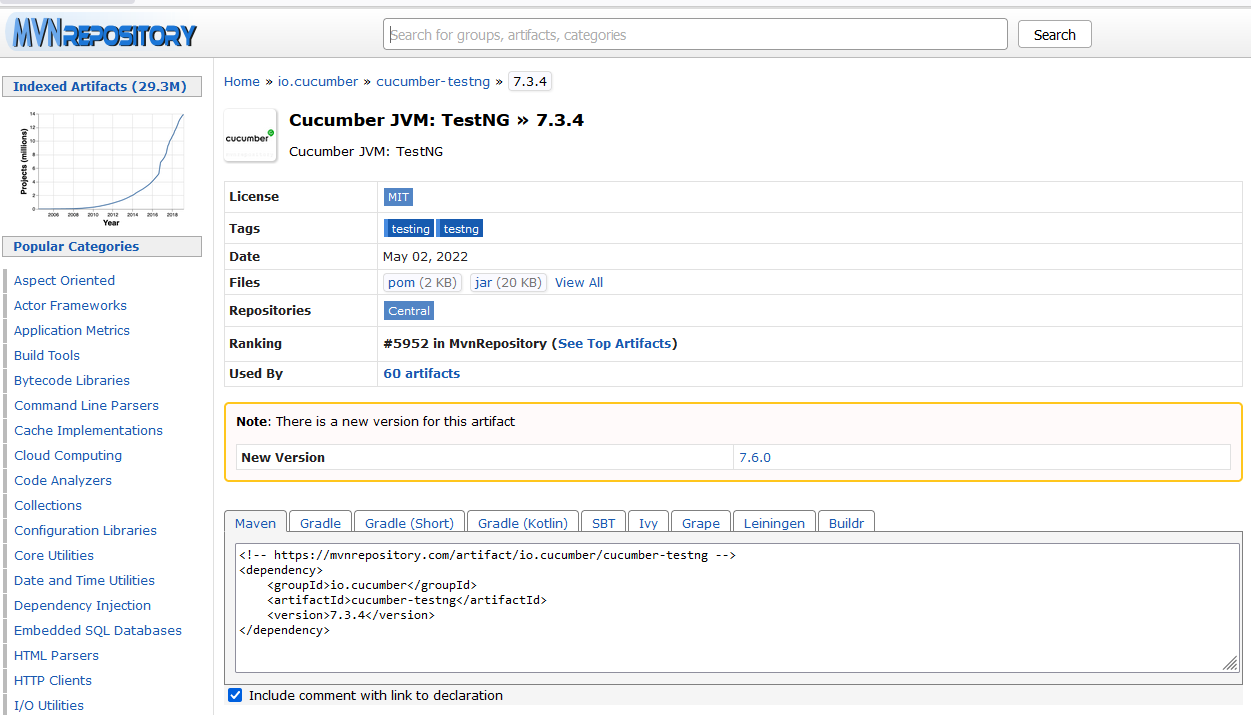 MVNREPOSITORY
Search for groups, artifacts, categories
Search
Indexed Artifacts (29.3M)
Projects (millions)
14
12
10
8
6
4
2
0
2006 2008 2010 2012 2014 2016 2018
Year
Popular Categories
Aspect Oriented
Actor Frameworks
Application Metrics
Build Tools
Bytecode Libraries
Command Line Parsers
Cache Implementations
Cloud Computing
Code Analyzers
Collections
Configuration Libraries
Core Utilities
Date and Time Utilities
Dependency Injection
Embedded SQL Databases
HTML Parsers
HTTP Clients
I/O Utilities
Home » io.cucumber » cucumber-testng » 7.3.4
cucumber
Cucumber JVM: TestNG » 7.3.4
Cucumber JVM: TestNG
License MIT
Tags testing testng
Date May 02, 2022
Files pom (2 KB) jar (20 KB) View All
Repositories Central
Ranking #5952 in MvnRepository (See Top Artifacts)
Used By 60 artifacts
Note: There is a new version for this artifact
New Version 7.6.0
Maven Gradle Gradle (Short) Gradle (Kotlin) SBT Ivy Grape Leiningen Buildr
<!-- https://mvnrepository.com/artifact/io.cucumber/cucumber-testng -->
<dependency>
    <groupId>io.cucumber</groupId>
    <artifactId>cucumber-testng</artifactId>
    <version>7.3.4</version>
</dependency>
Include comment with link to declaration